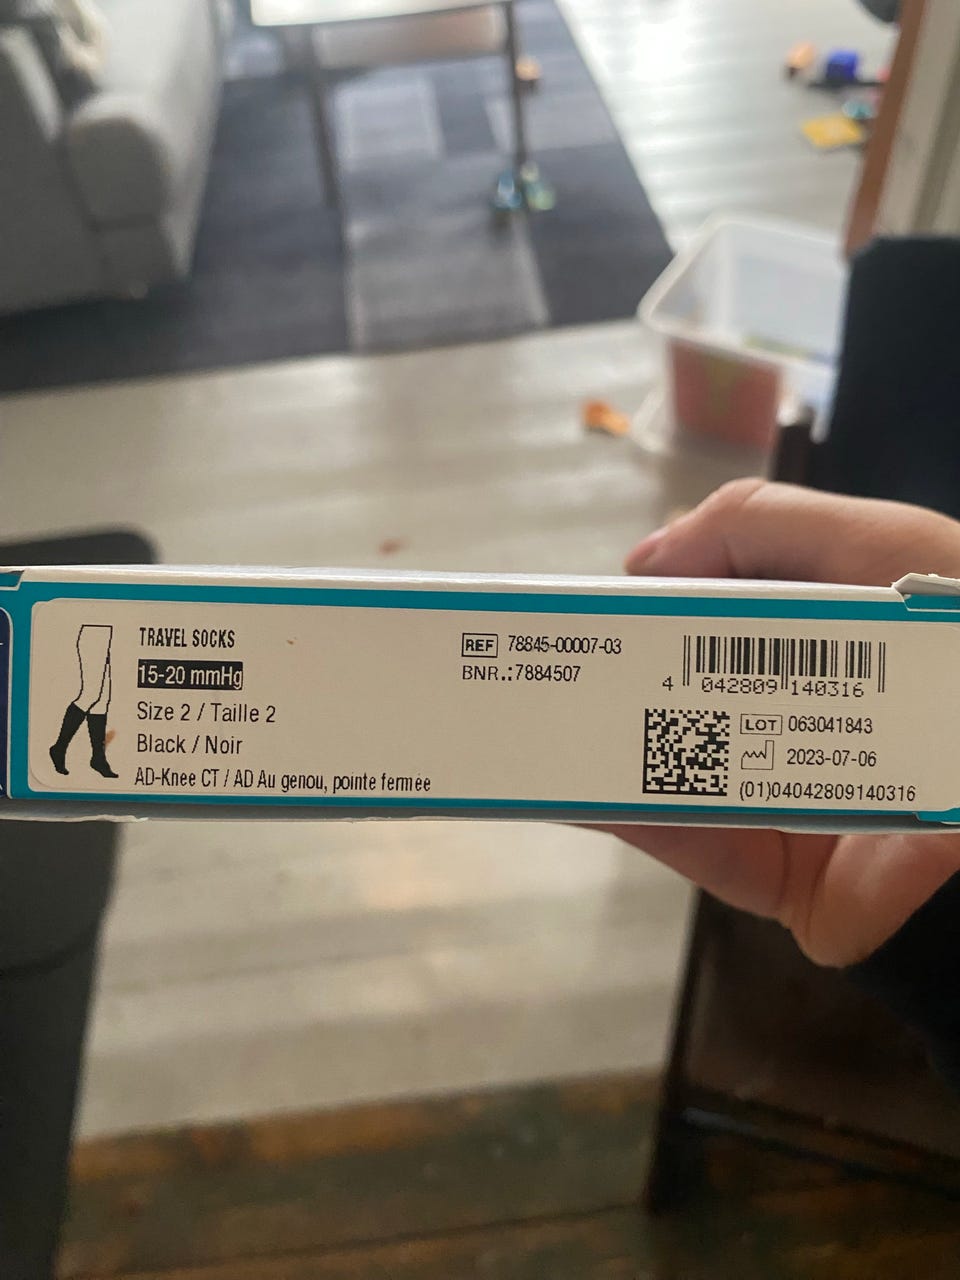 TRAVEL SOCKS
15-20 mmHg
Size 2 / Taille 2
Black / Noir
AD-Knee CT / AD Au genou, pointe fermée
REF 78845-00007-03
BNR.:7884507
4 042809 140316
LOT 063041843
2023-07-06
(01)04042809140316